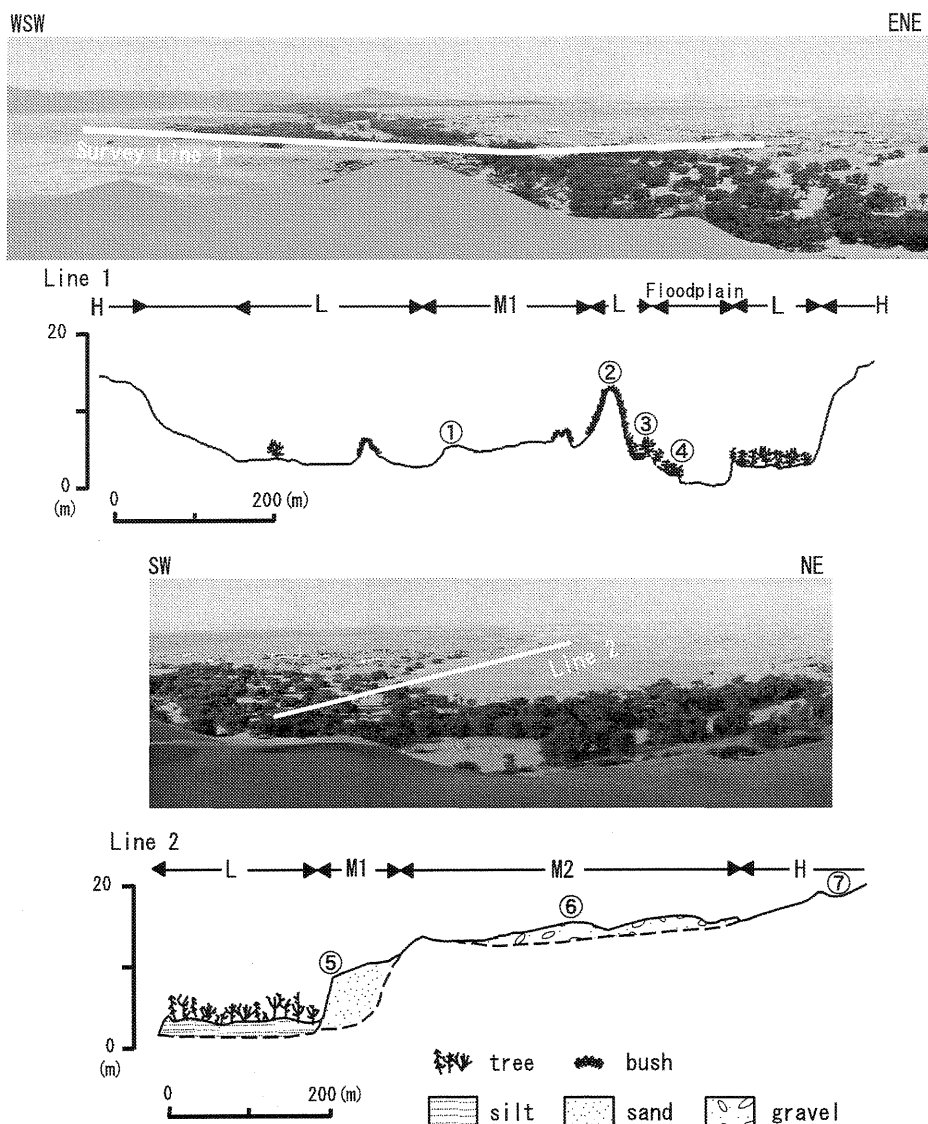 WSW ENE
Survey Line 1
Line 1
H L M1 L Floodplain L H
20
② 
① ③ ④
0
(m)
0 200(m)
SW NE
Line 2
Line 2
L M1 M2 H
20
⑤ ⑥ ⑦
0
(m)
tree bush
0 200(m)
silt sand gravel